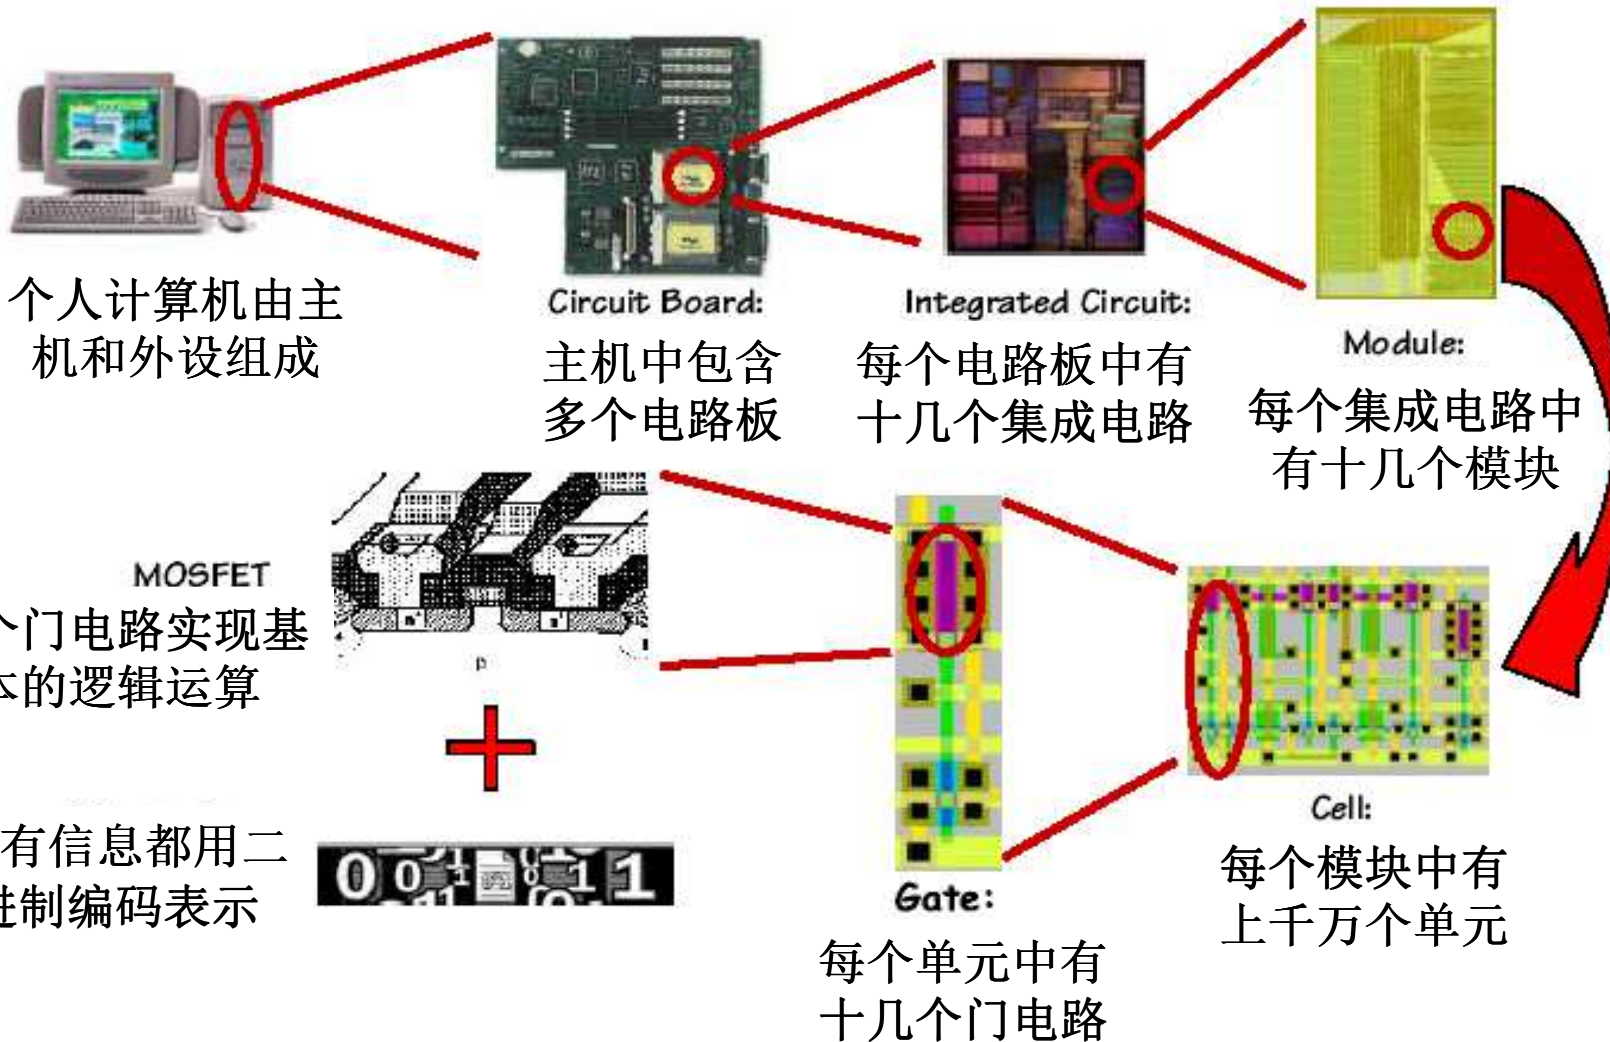 个人计算机由主
机和外设组成
Circuit Board:
主机中包含
多个电路板
Integrated Circuit:
每个电路板中有
十几个集成电路
Module:
每个集成电路中
有十几个模块
MOSFET
个门电路实现基
本的逻辑运算
p
有信息都用二
进制编码表示
Gate:
每个单元中有
十几个门电路
Cell:
每个模块中有
上千万个单元